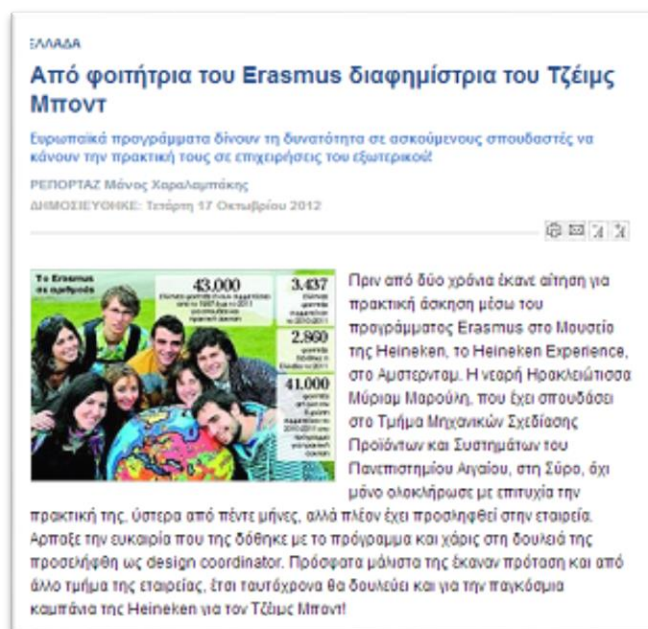 ΕΛΛΑΔΑ
Από φοιτήτρια του Erasmus διαφημίστρια του Τζέιμς
Μποντ
Ευρωπαϊκά προγράμματα δίνουν τη δυνατότητα σε ασκούμενους σπουδαστές να
κάνουν την πρακτική τους σε επιχειρήσεις του εξωτερικού!
ΡΕΠΟΡΤΑΖ Μάνος Χαραλαμπάκης
ΔΗΜΟΣΙΕΥΘΗΚΕ: Τετάρτη 17 Οκτωβρίου 2012
Το Erasmus
σε αριθμούς
43.000
3.437
2.860
41.000
Πριν από δύο χρόνια έκανε αίτηση για
πρακτική άσκηση μέσω του
προγράμματος Erasmus στο Μουσείο
της Heineken, το Heineken Experience,
στο Αμστερνταμ. Η νεαρή Ηρακλειώτισσα
Μύριαμ Μαρούλη, που έχει σπουδάσει
στο Τμήμα Μηχανικών Σχεδίασης
Προϊόντων και Συστημάτων του
Πανεπιστημίου Αιγαίου, στη Σύρο, όχι
μόνο ολοκλήρωσε με επιτυχία την
πρακτική της, ύστερα από πέντε μήνες, αλλά πλέον έχει προσληφθεί στην εταιρεία.
Αρπαξε την ευκαιρία που της δόθηκε με το πρόγραμμα και χάρις στη δουλειά της
προσελήφθη ως design coordinator. Πρόσφατα μάλιστα της έκαναν πρόταση και από
άλλο τμήμα της εταιρείας, έτσι ταυτόχρονα θα δουλεύει και για την παγκόσμια
καμπάνια της Heineken για τον Τζέιμς Μποντ!